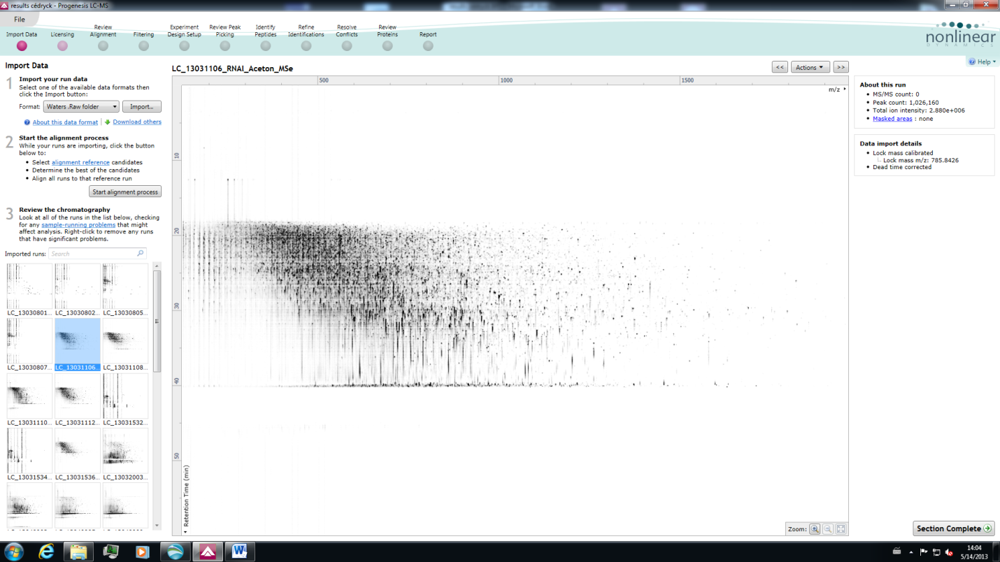 results cédryck - Progenesis LC-MS
File
Import Data
Licensing
Review Alignment
Filtering
Experiment Design Setup
Review Peak Picking
Identify Peptides
Refine Identifications
Resolve Conflicts
Review Proteins
Report
nonlinear
DYNAMICS
Help
Import Data
1 Import your run data
Select one of the available data formats then
click the Import button:
Format: Waters .Raw folder Import...
About this data format Download others
2 Start the alignment process
While your runs are importing, click the button
below to:
• Select alignment reference candidates
• Determine the best of the candidates
• Align all runs to that reference run
Start alignment process
3 Review the chromatography
Look at all of the runs in the list below, checking
for any sample-running problems that might
affect analysis. Right-click to remove any runs
that have significant problems.
Imported runs: Search
LC_13030801... LC_13030802... LC_13030805...
LC_13030807... LC_13031106... LC_13031108...
LC_13031110... LC_13031112... LC_13031532...
LC_13031534... LC_13031536... LC_13032003...
LC_13031106_RNAI_Aceton_MSe
<< Actions >>
500 1000 1500
m/z
10
20
30
40
50
Retention Time (min)
Zoom:
About this run
• MS/MS count: 0
• Peak count: 1,026,160
• Total ion intensity: 2.880e+006
• Masked areas : none
Data import details
• Lock mass calibrated
Lock mass m/z: 785.8426
• Dead time corrected
Section Complete
14:04
5/14/2013